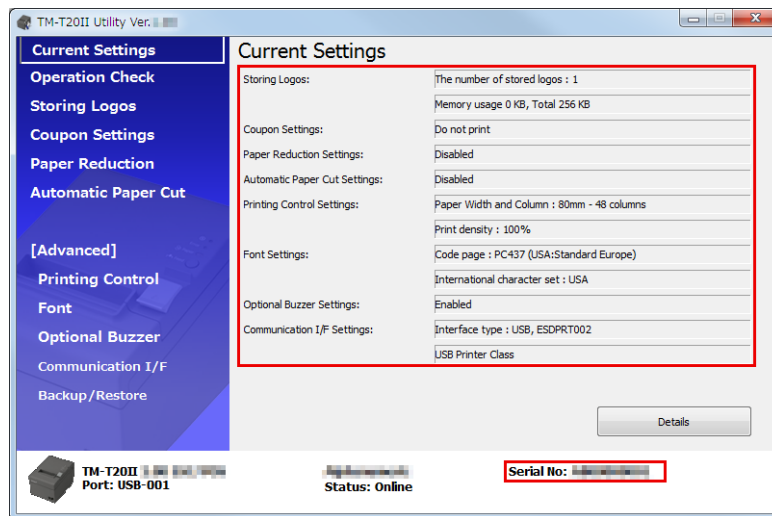 TM-T20II Utility Ver.
Current Settings
Operation Check
Storing Logos
Coupon Settings
Paper Reduction
Automatic Paper Cut
[Advanced]
Printing Control
Font
Optional Buzzer
Communication I/F
Backup/Restore
Current Settings
Storing Logos: The number of stored logos : 1
Memory usage 0 KB, Total 256 KB
Coupon Settings: Do not print
Paper Reduction Settings: Disabled
Automatic Paper Cut Settings: Disabled
Printing Control Settings: Paper Width and Column : 80mm - 48 columns
Print density : 100%
Font Settings: Code page : PC437 (USA:Standard Europe)
International character set : USA
Optional Buzzer Settings: Enabled
Communication I/F Settings: Interface type : USB, ESDPRT002
USB Printer Class
Details
TM-T20II
Port: USB-001
Status: Online
Serial No: